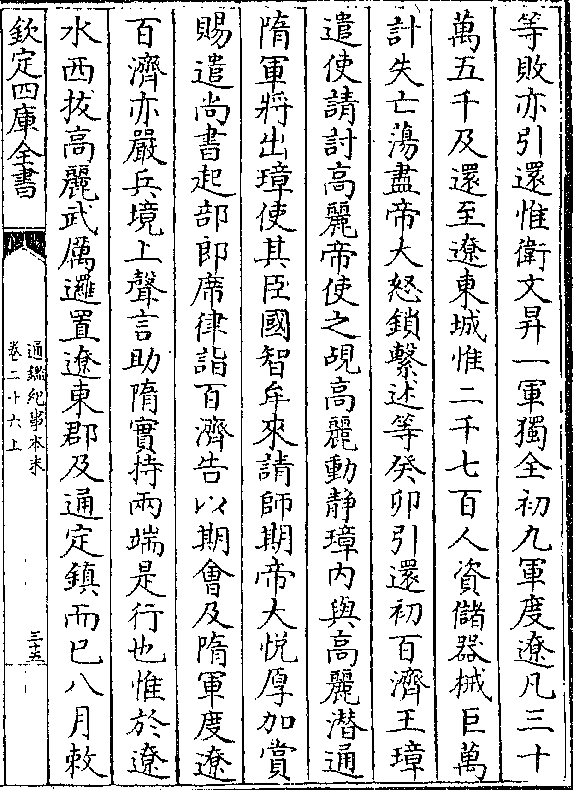 等敗亦引還惟衛文昇一軍獨全初九軍度遼凡三十
萬五千及還至遼東城惟二千七百人資儲器械巨萬
計失亡蕩盡帝大怒鎖繫述等癸卯引還初百濟王璋
遣使請討高麗帝使之覘高麗動静璋内與高麗潜通
隋軍將出璋使其臣國智牟來請師期帝大悦厚加賞
賜遣尚書起部郎席律詣百濟告以期會及隋軍度遼
百濟亦嚴兵境上聲言助隋實持兩端是行也惟於遼
水西拔高麗武厲邏置遼東郡及通定鎮而已八月敕
欽定四庫全書
通鑑紀事本末
卷二十六上
三十五